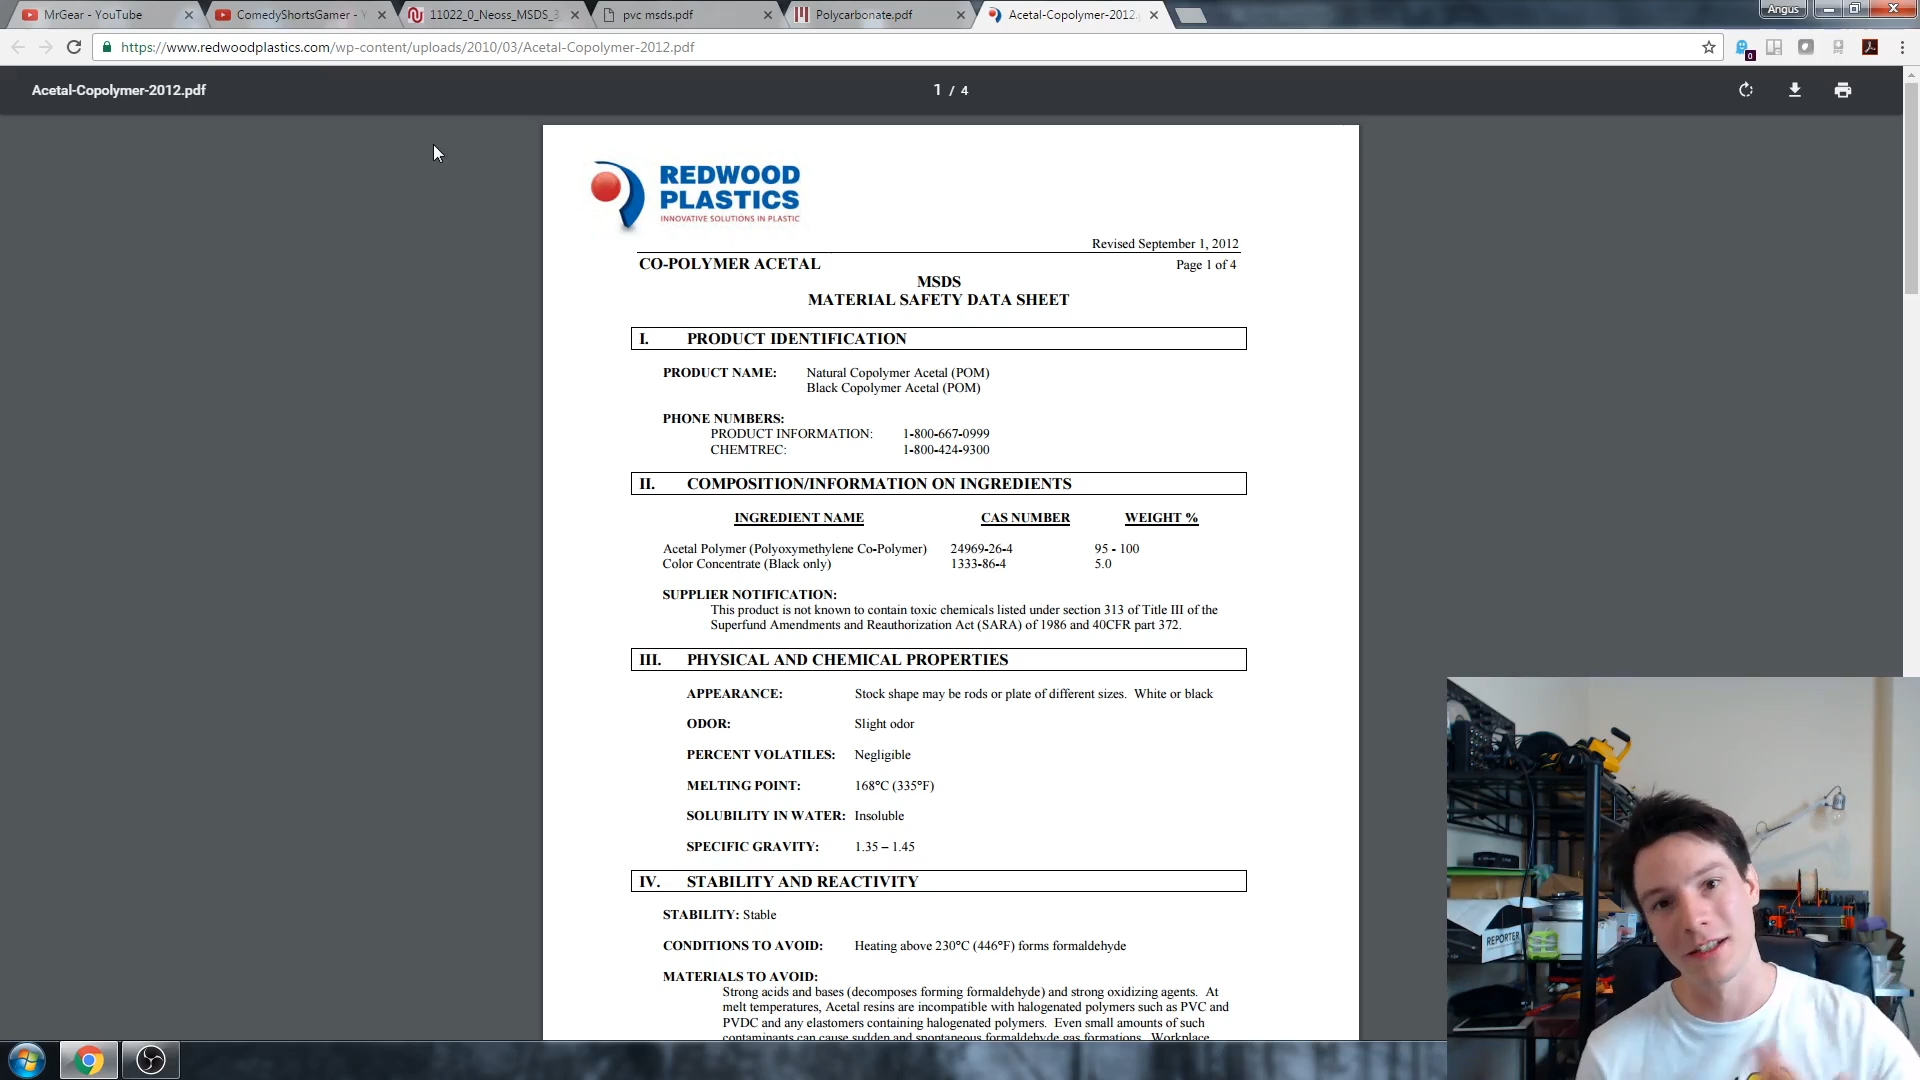 MrGear - YouTube
ComedyShortsGamer - Y
11022_0_Neoss_MSDS_3
pvc msds.pdf
Polycarbonate.pdf
Acetal-Copolymer-2012.
Angus
https://www.redwoodplastics.com/wp-content/uploads/2010/03/Acetal-Copolymer-2012.pdf
0
Acetal-Copolymer-2012.pdf
1 / 4
REDWOOD
PLASTICS
INNOVATIVE SOLUTIONS IN PLASTIC
Revised September 1, 2012
CO-POLYMER ACETAL
Page 1 of 4
MSDS
MATERIAL SAFETY DATA SHEET
I. PRODUCT IDENTIFICATION
PRODUCT NAME: Natural Copolymer Acetal (POM)
Black Copolymer Acetal (POM)
PHONE NUMBERS:
PRODUCT INFORMATION: 1-800-667-0999
CHEMTREC: 1-800-424-9300
II. COMPOSITION/INFORMATION ON INGREDIENTS
INGREDIENT NAME CAS NUMBER WEIGHT %
Acetal Polymer (Polyoxymethylene Co-Polymer) 24969-26-4 95 - 100
Color Concentrate (Black only) 1333-86-4 5.0
SUPPLIER NOTIFICATION:
This product is not known to contain toxic chemicals listed under section 313 of Title III of the
Superfund Amendments and Reauthorization Act (SARA) of 1986 and 40CFR part 372.
III. PHYSICAL AND CHEMICAL PROPERTIES
APPEARANCE: Stock shape may be rods or plate of different sizes. White or black
ODOR: Slight odor
PERCENT VOLATILES: Negligible
MELTING POINT: 168°C (335°F)
SOLUBILITY IN WATER: Insoluble
SPECIFIC GRAVITY: 1.35 – 1.45
IV. STABILITY AND REACTIVITY
STABILITY: Stable
CONDITIONS TO AVOID: Heating above 230°C (446°F) forms formaldehyde
MATERIALS TO AVOID:
Strong acids and bases (decomposes forming formaldehyde) and strong oxidizing agents. At
melt temperatures, Acetal resins are incompatible with halogenated polymers such as PVC and
PVDC and any elastomers containing halogenated polymers. Even small amounts of such
contaminants can cause sudden and spontaneous formaldehyde gas formations. Workplace
REPORTER